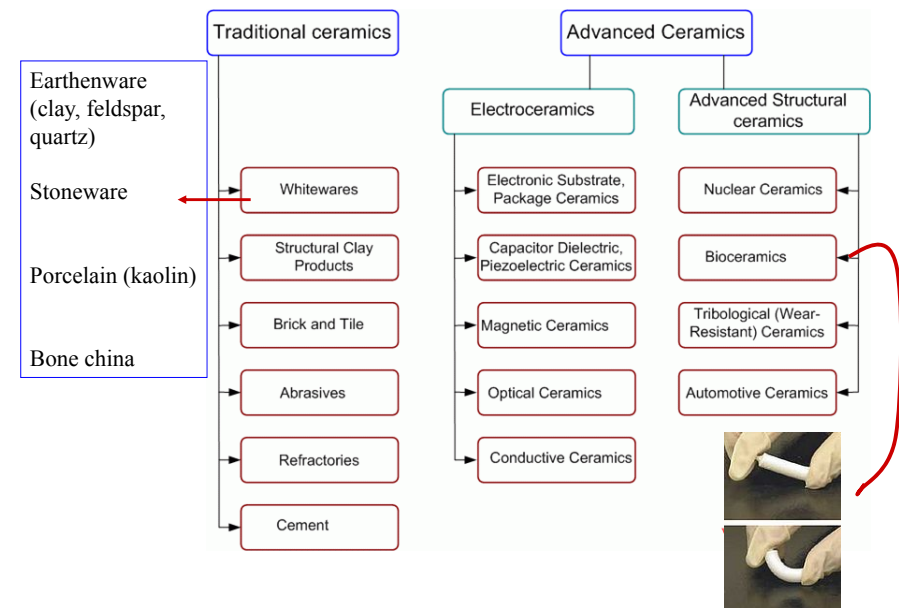 Traditional ceramics
Advanced Ceramics
Earthenware
(clay, feldspar,
quartz)
Stoneware
Porcelain (kaolin)
Bone china
Whitewares
Structural Clay
Products
Brick and Tile
Abrasives
Refractories
Cement
Electroceramics
Electronic Substrate,
Package Ceramics
Capacitor Dielectric,
Piezoelectric Ceramics
Magnetic Ceramics
Optical Ceramics
Conductive Ceramics
Advanced Structural
ceramics
Nuclear Ceramics
Bioceramics
Tribological (Wear-
Resistant) Ceramics
Automotive Ceramics